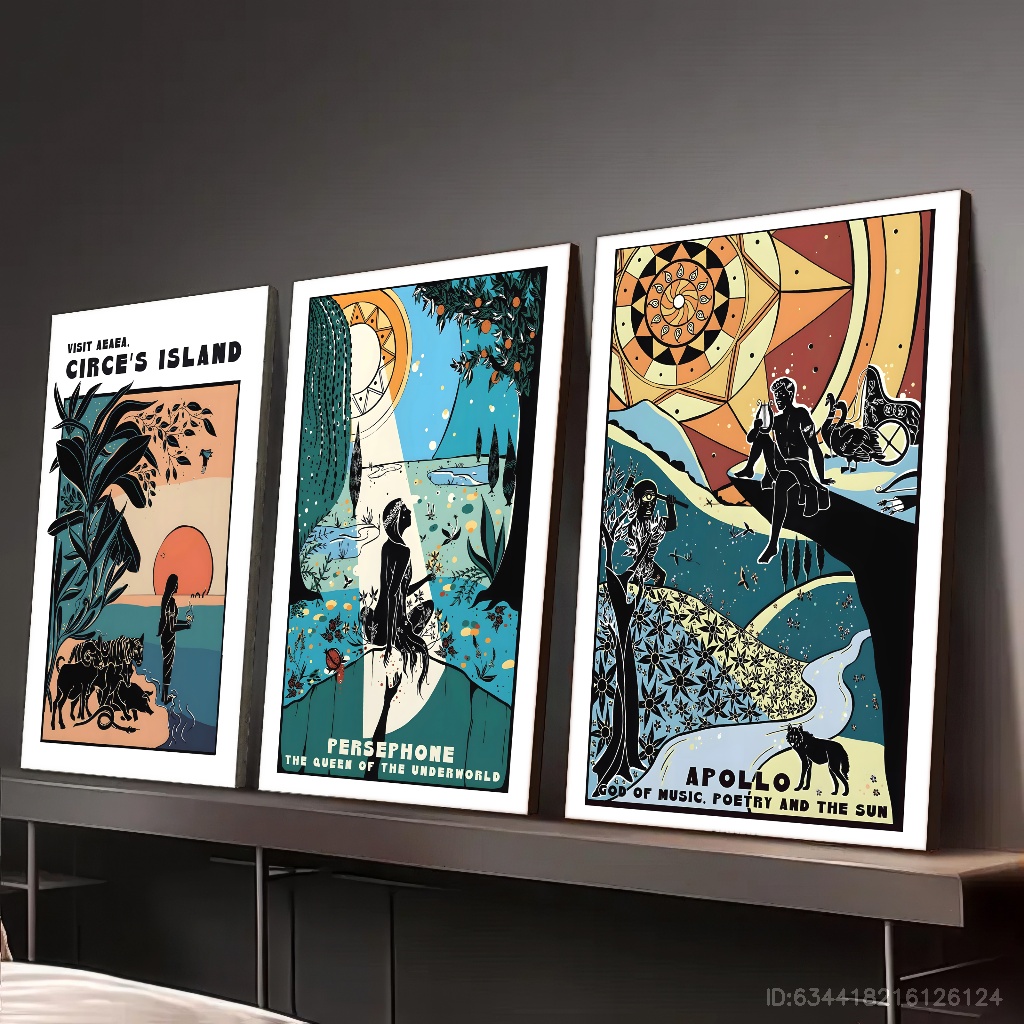 VISIT AEAEA.
CIRCE'S ISLAND
PERSEPHONE
THE QUEEN OF THE UNDERWORLD
APOLLO
GOD OF MUSIC, POETRY AND THE SUN
ID:634418216126124